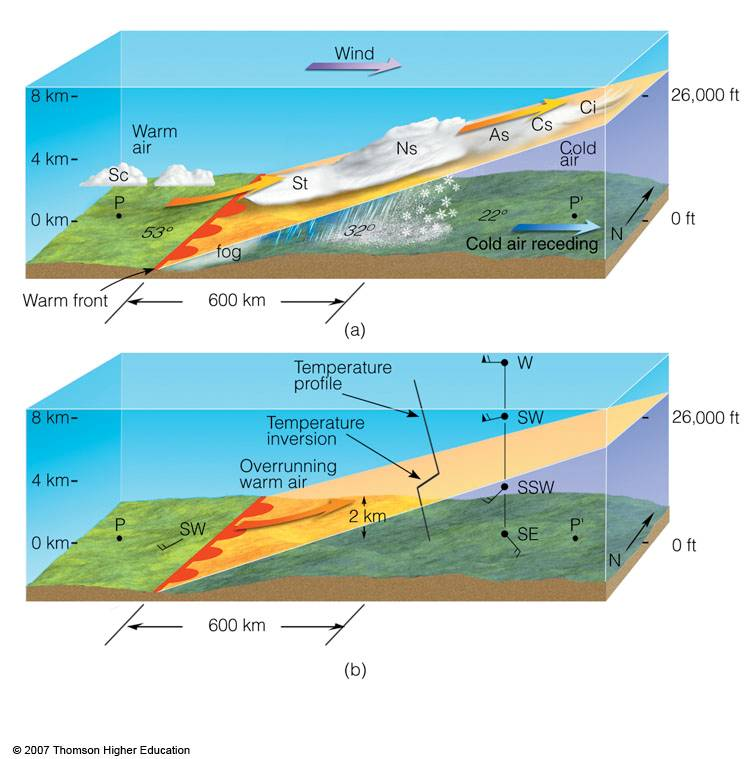 Wind
8 km-
26,000 ft
Ci
Cs
As
Warm
air
Ns
Cold
air
4 km-
Sc
St
P
P'
0 km-
53°
32°
22°
0 ft
N
Cold air receding
fog
Warm front
600 km
(a)
Temperature
profile
W
8 km-
Temperature
inversion
SW
26,000 ft
Overrunning
warm air
4 km-
SSW
2 km
P
SW
SE
P'
0 km-
0 ft
N
600 km
(b)
© 2007 Thomson Higher Education